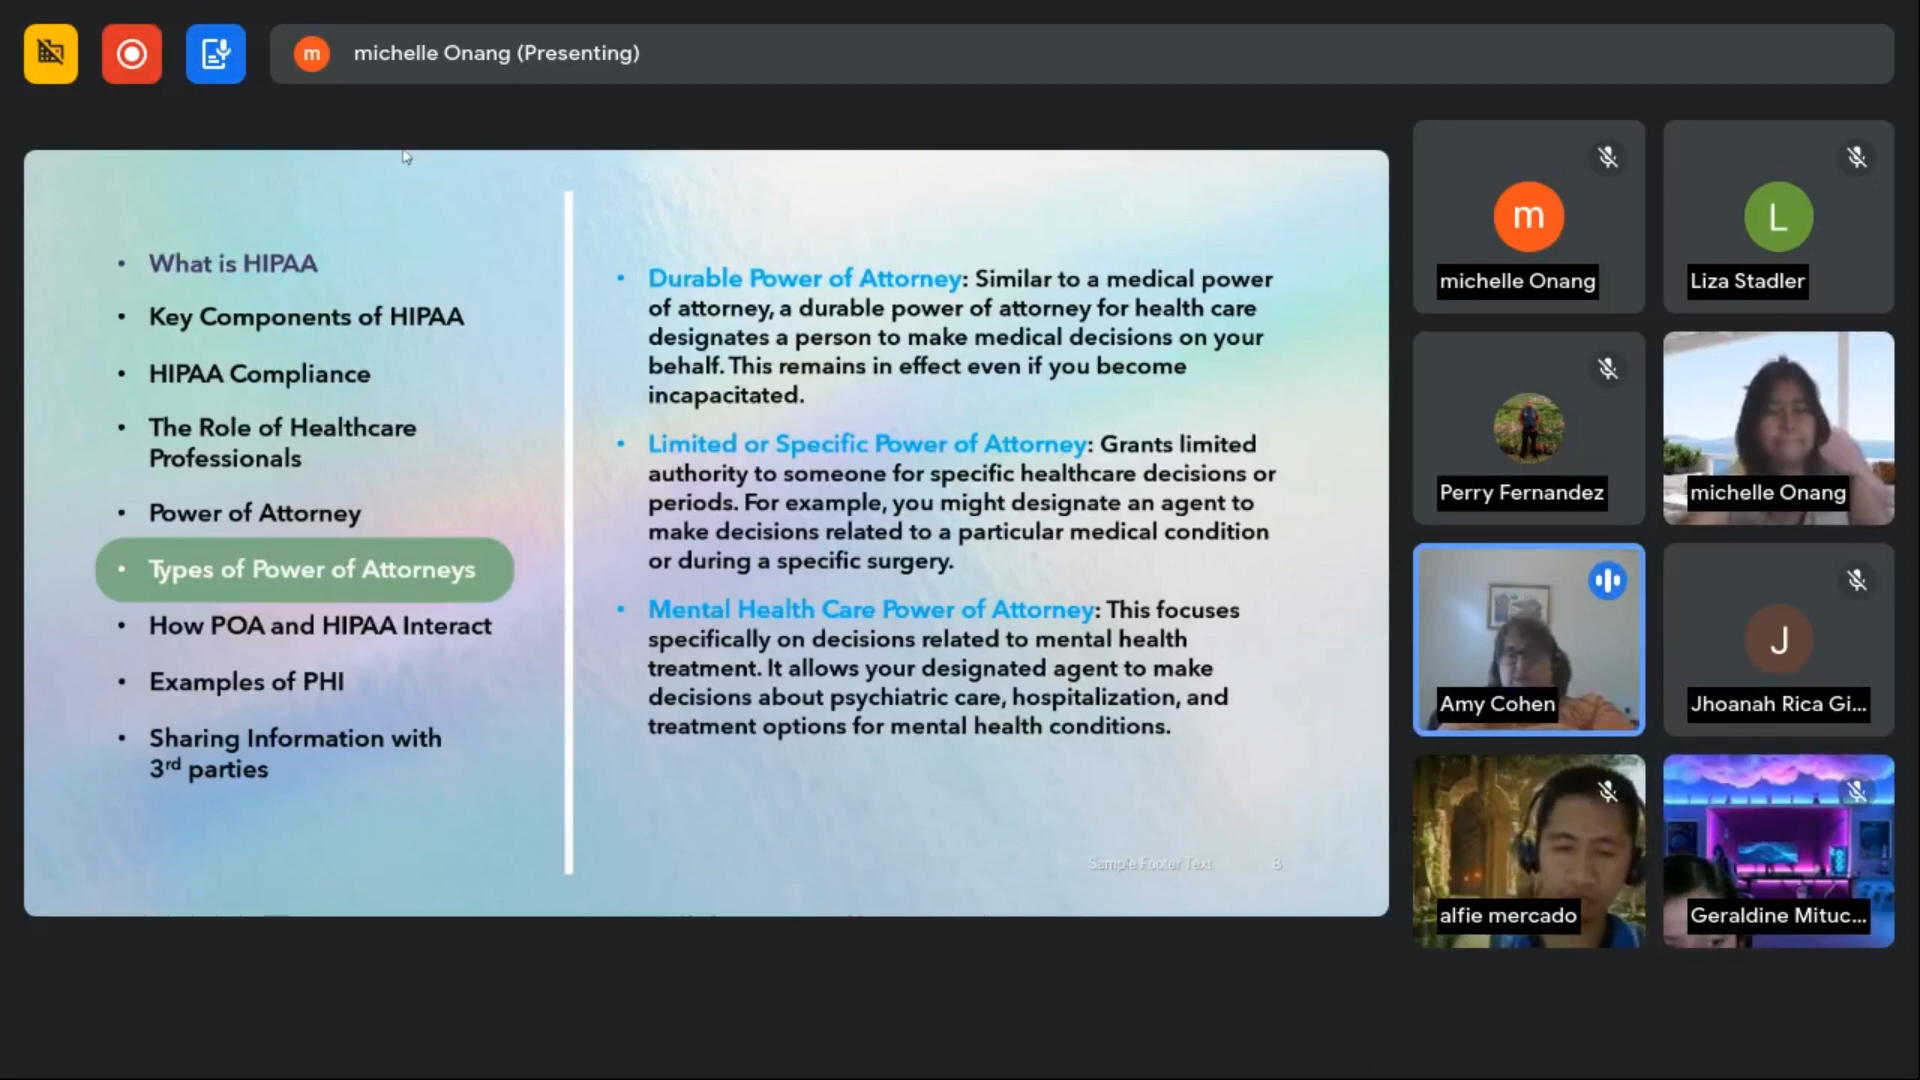 m michelle Onang (Presenting)
• What is HIPAA
• Key Components of HIPAA
• HIPAA Compliance
• The Role of Healthcare
Professionals
• Power of Attorney
• Types of Power of Attorneys
• How POA and HIPAA Interact
• Examples of PHI
• Sharing Information with
3rd parties
• Durable Power of Attorney: Similar to a medical power
of attorney, a durable power of attorney for health care
designates a person to make medical decisions on your
behalf. This remains in effect even if you become
incapacitated.
• Limited or Specific Power of Attorney: Grants limited
authority to someone for specific healthcare decisions or
periods. For example, you might designate an agent to
make decisions related to a particular medical condition
or during a specific surgery.
• Mental Health Care Power of Attorney: This focuses
specifically on decisions related to mental health
treatment. It allows your designated agent to make
decisions about psychiatric care, hospitalization, and
treatment options for mental health conditions.
Sample Footer Text 8
m
michelle Onang
L
Liza Stadler
Perry Fernandez
michelle Onang
Amy Cohen
J
Jhoanah Rica Gi...
alfie mercado
Geraldine Mituc...